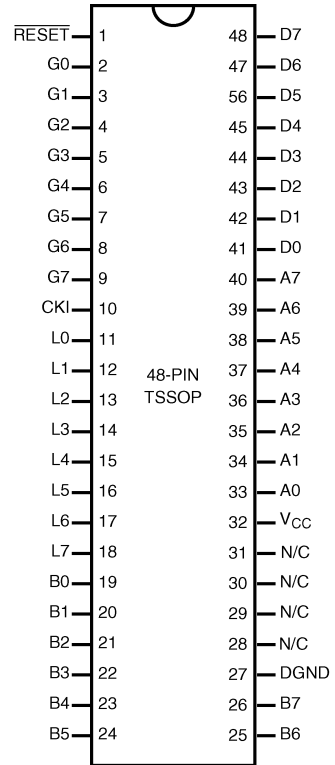 RESET 1 48 D7
G0 2 47 D6
G1 3 56 D5
G2 4 45 D4
G3 5 44 D3
G4 6 43 D2
G5 7 42 D1
G6 8 41 D0
G7 9 40 A7
CKI 10 39 A6
L0 11 38 A5
L1 12 37 A4
48-PIN
L2 13 36 A3
TSSOP
L3 14 35 A2
L4 15 34 A1
L5 16 33 A0
L6 17 32 VCC
L7 18 31 N/C
B0 19 30 N/C
B1 20 29 N/C
B2 21 28 N/C
B3 22 27 DGND
B4 23 26 B7
B5 24 25 B6